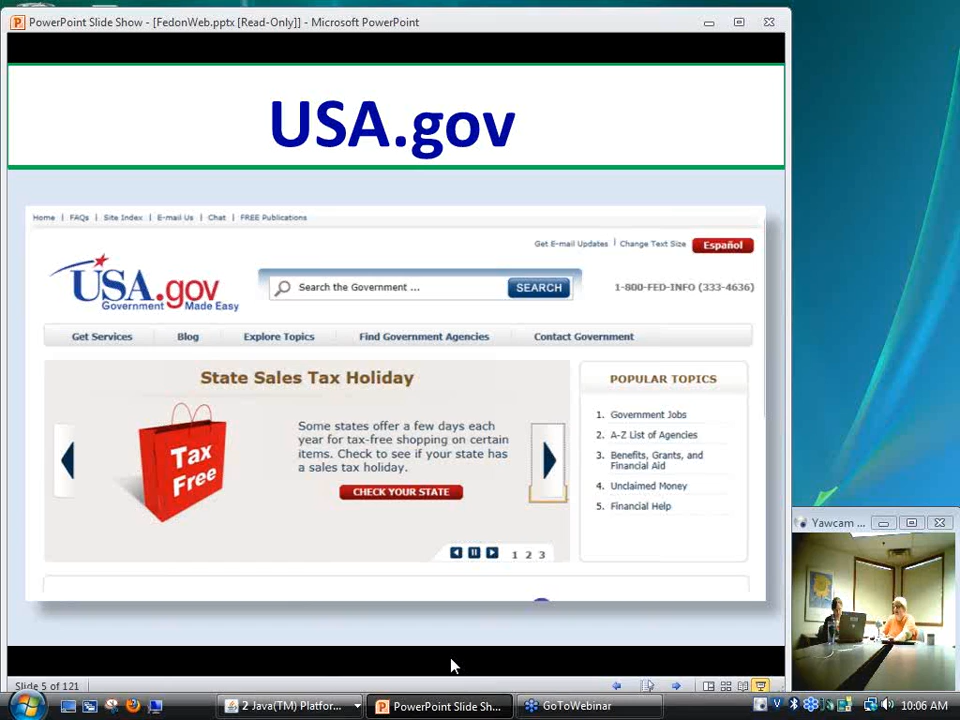 PowerPoint Slide Show - [FedonWeb.pptx [Read-Only]] - Microsoft PowerPoint
USA.gov
Home | FAQs | Site Index | E-mail Us | Chat | FREE Publications
Get E-mail Updates | Change Text Size Español
USA.gov
Government Made Easy
Search the Government ... SEARCH
1-800-FED-INFO (333-4636)
Get Services Blog Explore Topics Find Government Agencies Contact Government
State Sales Tax Holiday
Tax
Free
Some states offer a few days each
year for tax-free shopping on certain
items. Check to see if your state has
a sales tax holiday.
CHECK YOUR STATE
1 2 3
POPULAR TOPICS
1. Government Jobs
2. A-Z List of Agencies
3. Benefits, Grants, and
Financial Aid
4. Unclaimed Money
5. Financial Help
Yawcam ...
Slide 5 of 121
2 Java(TM) Platfor... PowerPoint Slide Sh... GoToWebinar 10:06 AM